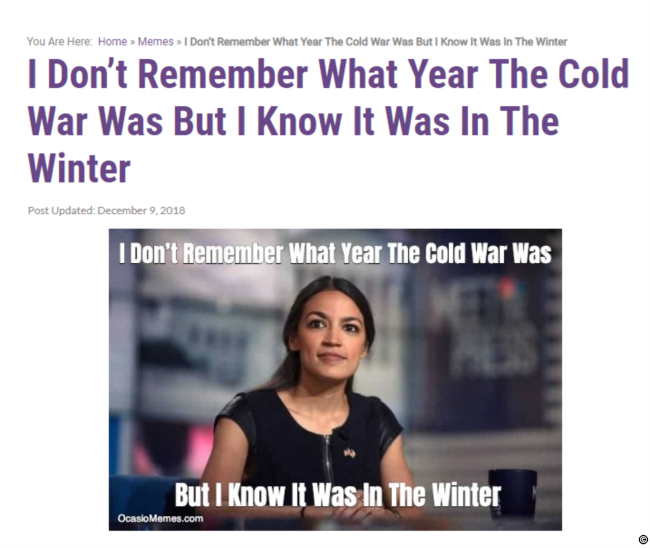 You Are Here: Home » Memes » I Don't Remember What Year The Cold War Was But I Know It Was In The Winter
I Don't Remember What Year The Cold
War Was But I Know It Was In The
Winter
Post Updated: December 9, 2018
I Don't Remember What Year The Cold War Was
MEET THE
PRESS
But I Know It Was In The Winter
OcasioMemes.com